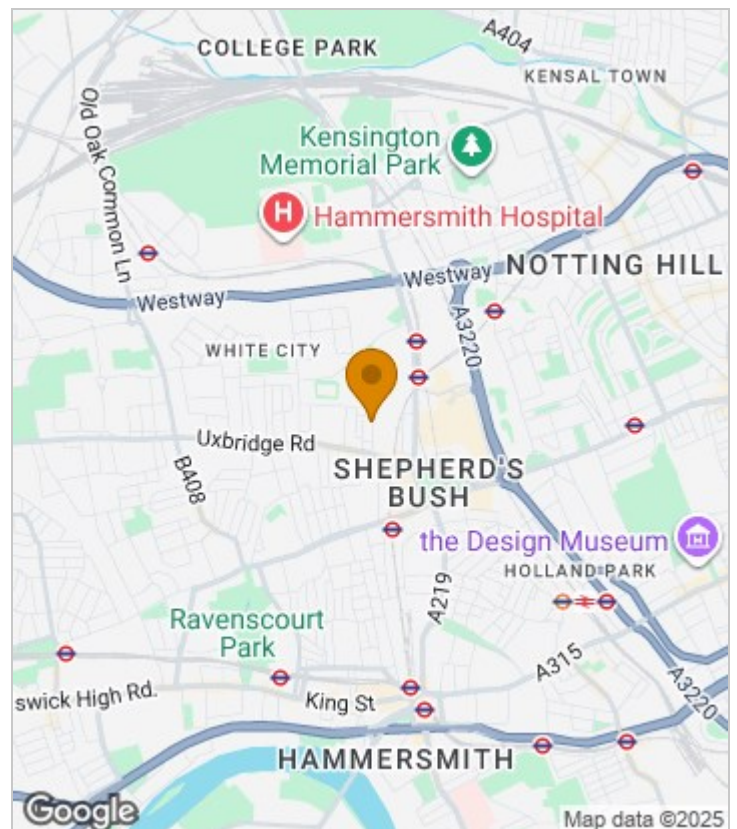 A404
COLLEGE PARK
KENSAL TOWN
Old Oak Common Ln
Kensington
Memorial Park
H
Hammersmith Hospital
Westway
NOTTING HILL
Westway
A3220
WHITE CITY
Uxbridge Rd
B408
SHEPHERD'S
BUSH
the Design Museum
HOLLAND PARK
A219
Ravenscourt
Park
A315
A3220
swick High Rd.
King St
HAMMERSMITH
Google
Map data ©2025